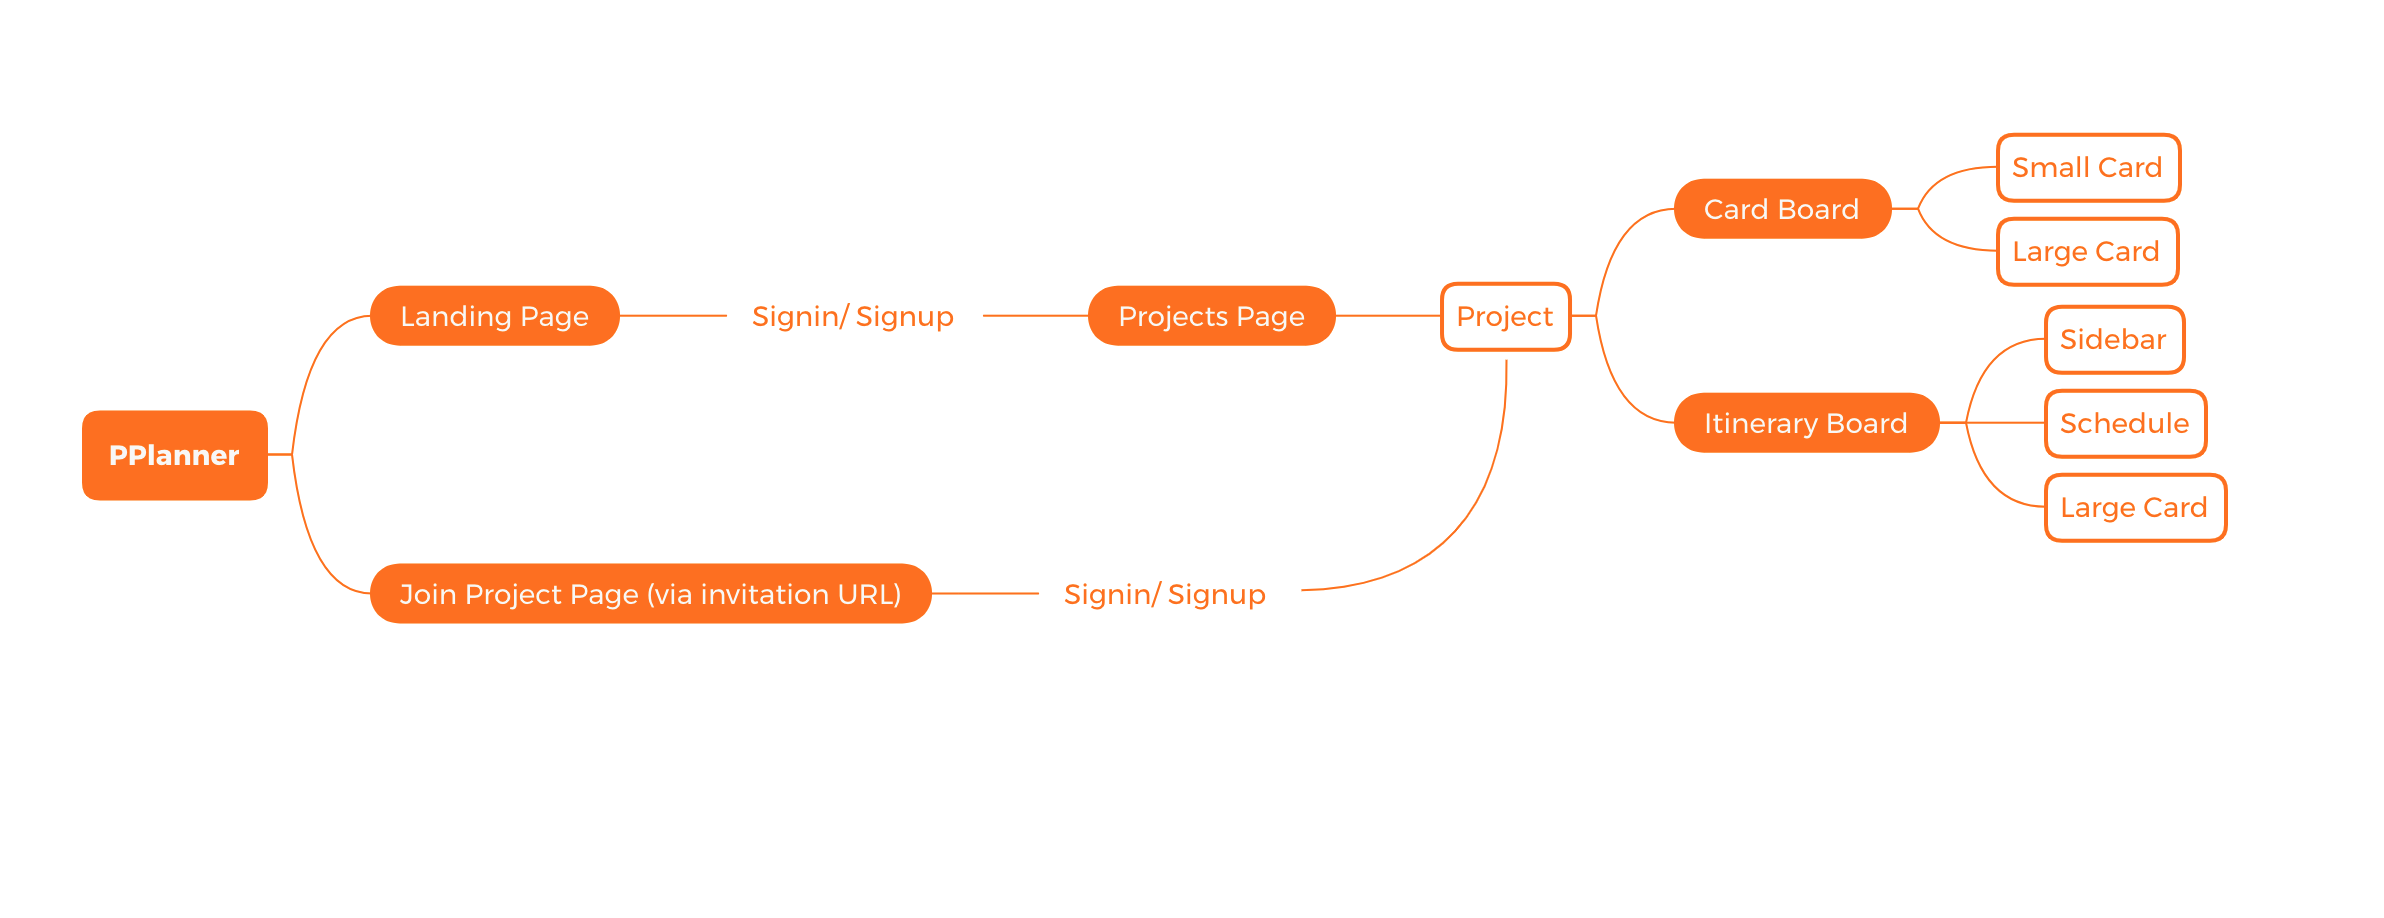 PPlanner
Landing Page
Signin/ Signup
Projects Page
Project
Card Board
Small Card
Large Card
Itinerary Board
Sidebar
Schedule
Large Card
Join Project Page (via invitation URL)
Signin/ Signup